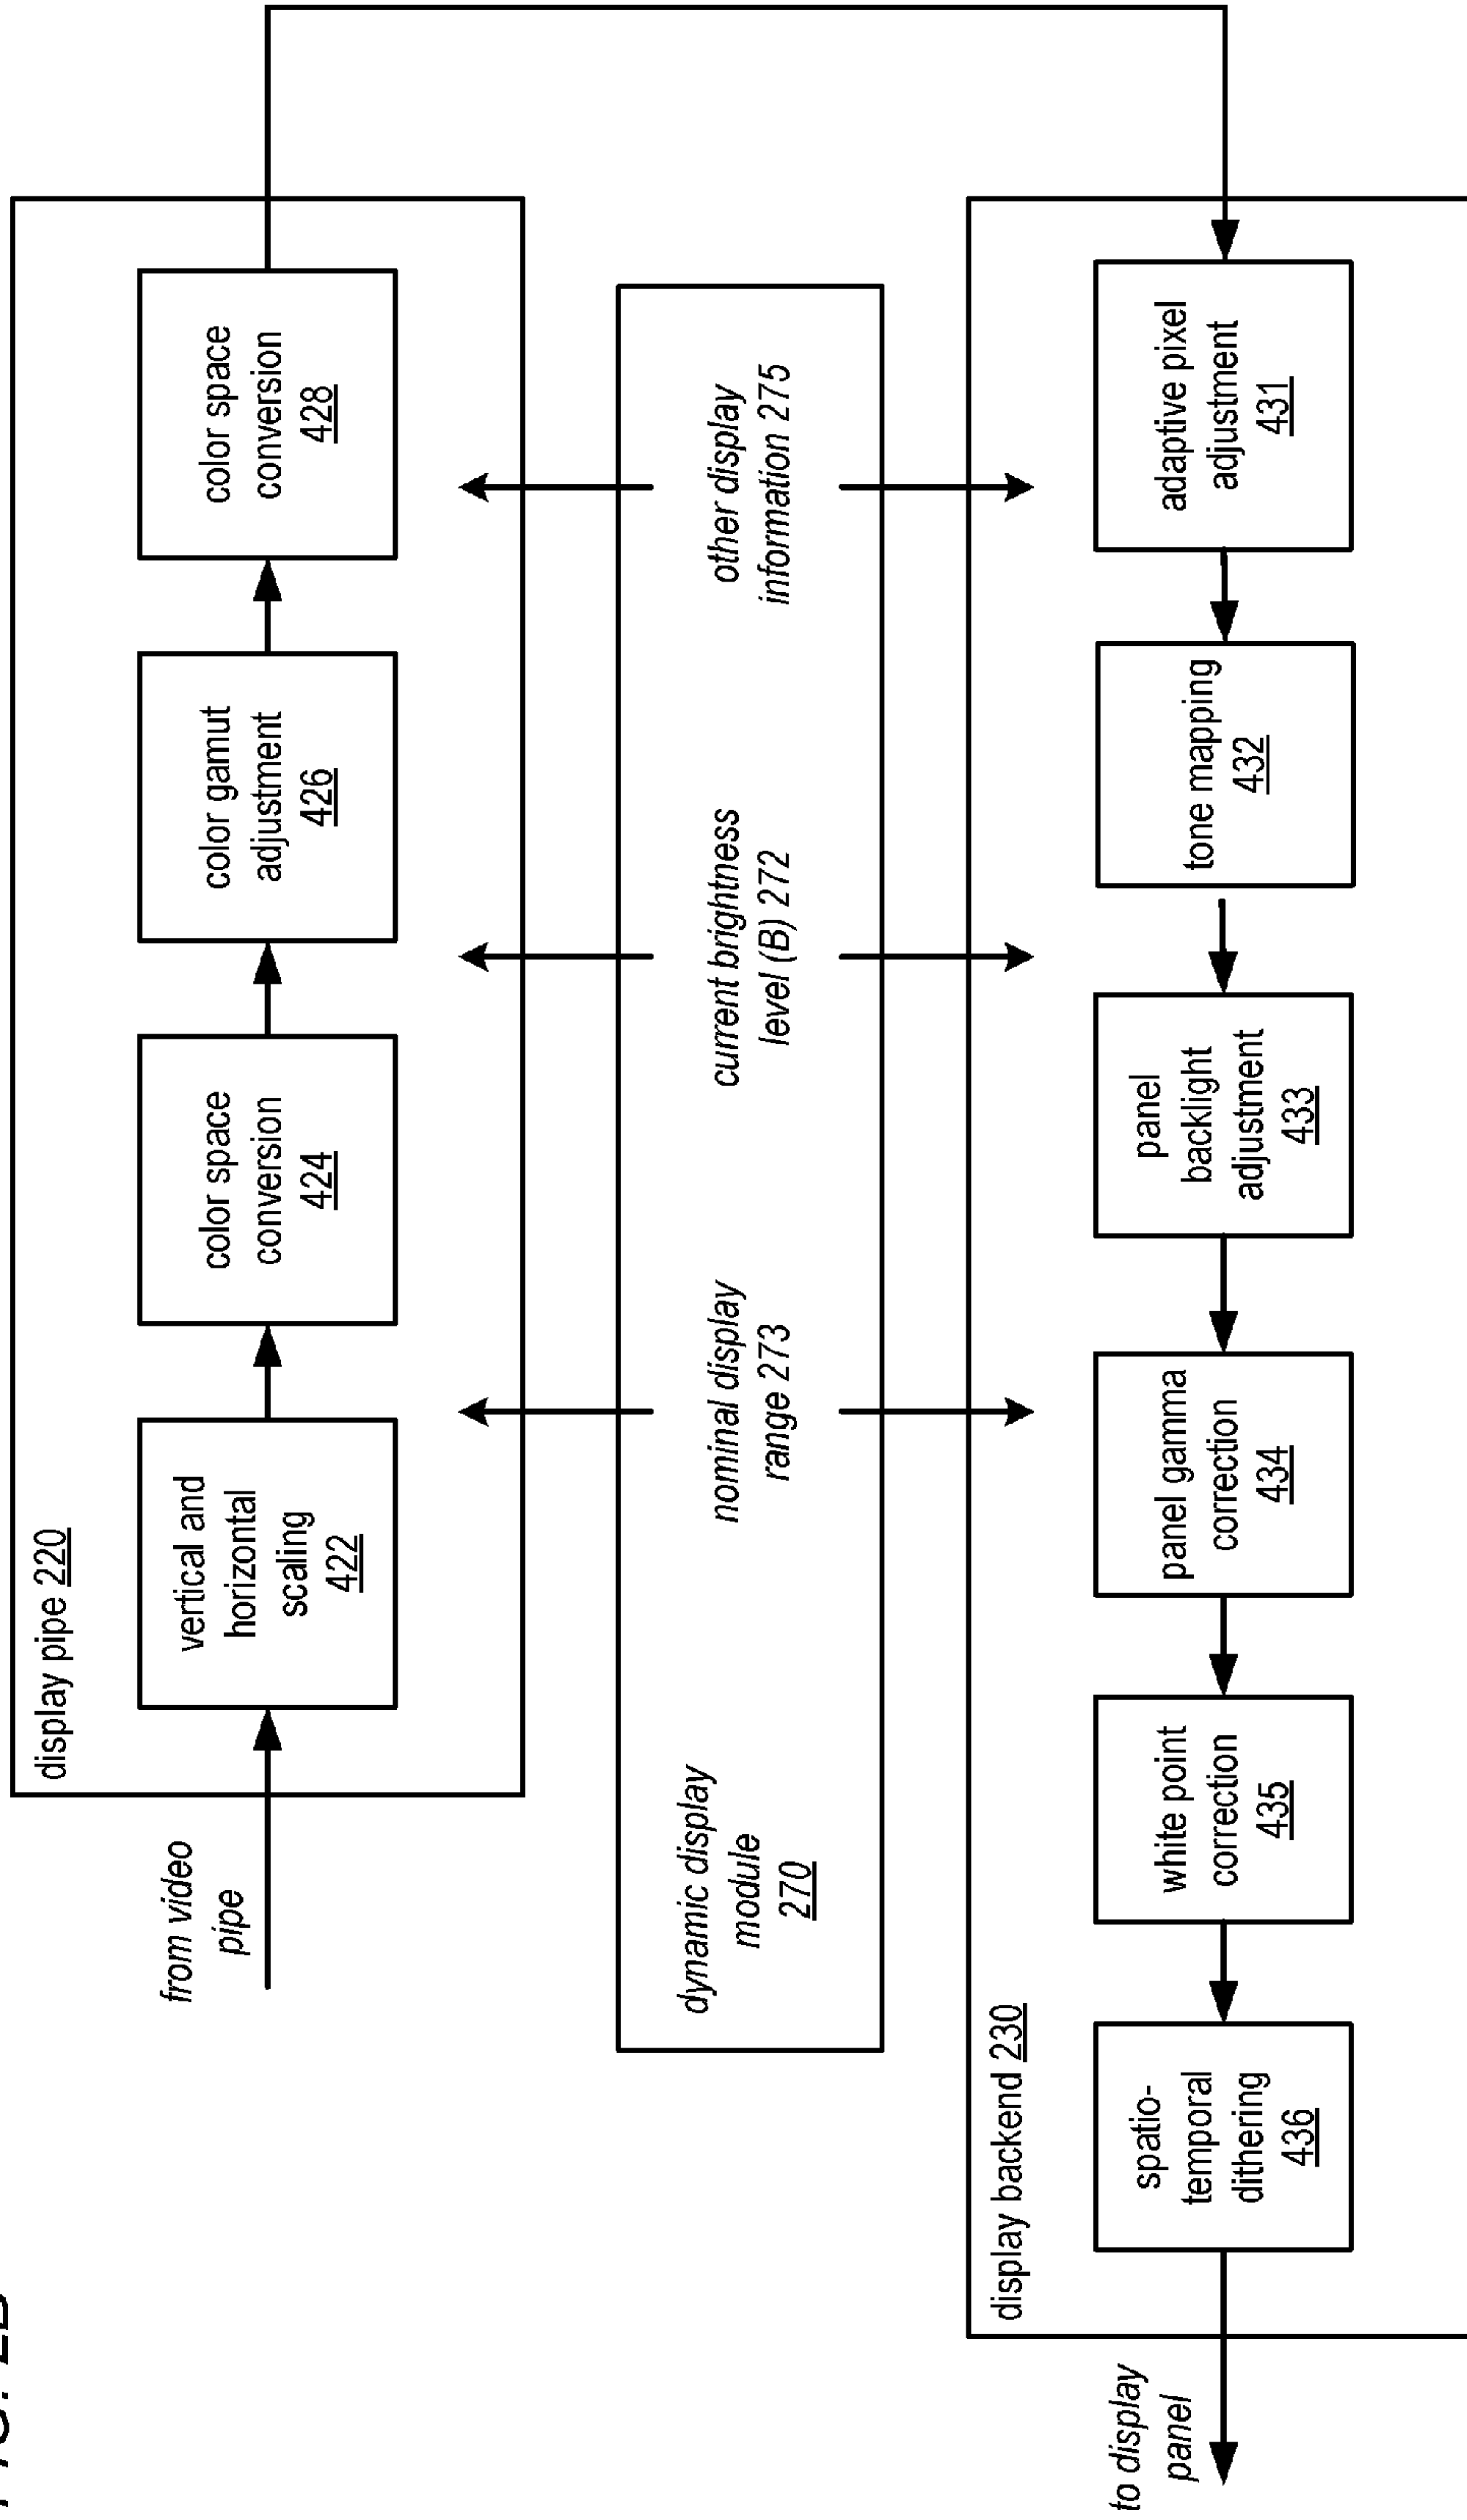 display pipe 220
from video
pipe
vertical and
horizontal
scaling
422
color space
conversion
424
color gamut
adjustment
426
color space
conversion
428
dynamic display
module
270
nominal display
range 273
current brightness
level (B) 272
other display
information 275
display backend 230
to display
panel
spatio-
temporal
dithering
436
white point
correction
435
panel gamma
correction
434
panel
backlight
adjustment
433
tone mapping
432
adaptive pixel
adjustment
431